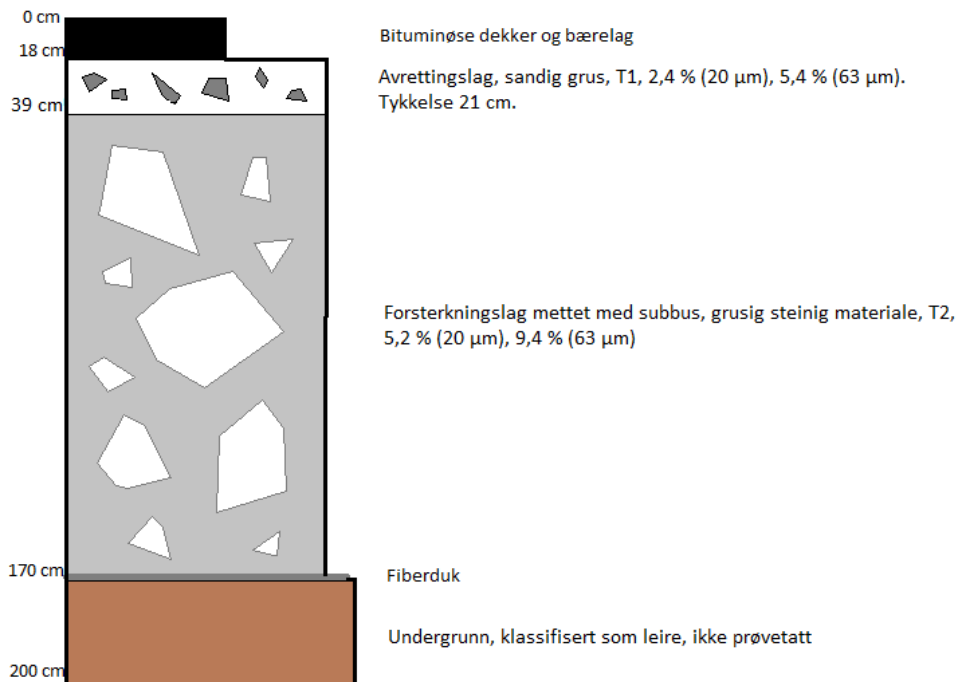 0 cm
Bituminøse dekker og bærelag
18 cm
Avrettingslag, sandig grus, T1, 2,4 % (20 µm), 5,4 % (63 µm).
Tykkelse 21 cm.
39 cm
Forsterkningslag mettet med subbus, grusig steinig materiale, T2,
5,2 % (20 µm), 9,4 % (63 µm)
170 cm
Fiberduk
Undergrunn, klassifisert som leire, ikke prøvetatt
200 cm